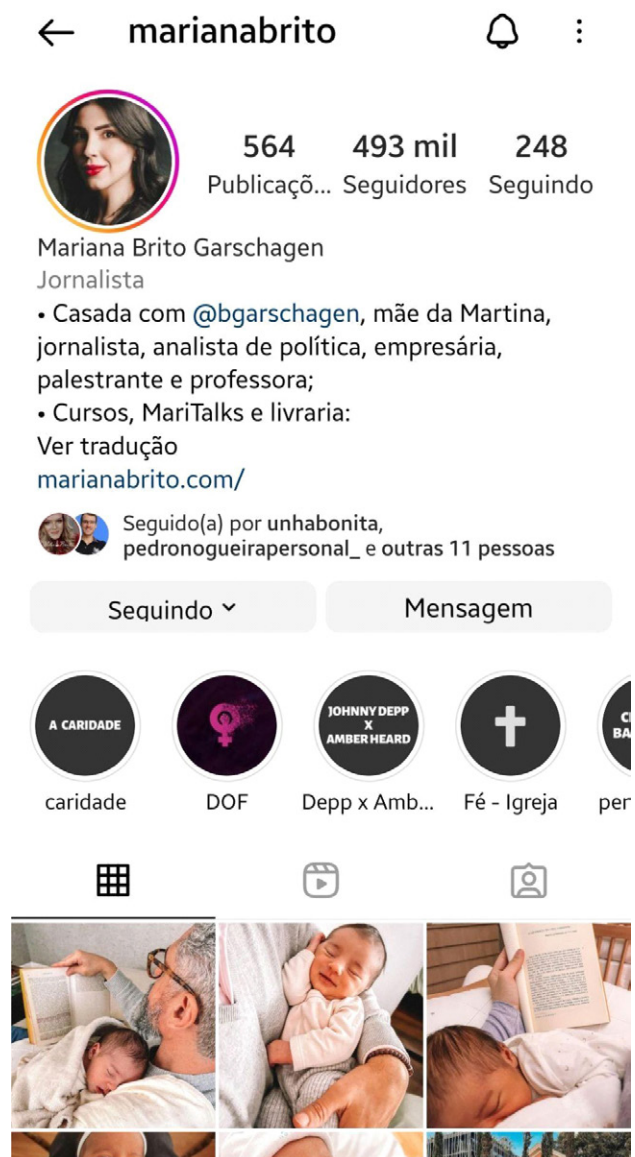 marianabrito
564 493 mil 248
Publicaçõ... Seguidores Seguindo
Mariana Brito Garschagen
Jornalista
• Casada com @bgarschagen, mãe da Martina,
jornalista, analista de política, empresária,
palestrante e professora;
• Cursos, MariTalks e livraria:
Ver tradução
marianabrito.com/
Seguido(a) por unhabonita,
pedronogueirapersonal_ e outras 11 pessoas
Seguindo Mensagem
A CARIDADE
JOHNNY DEPP
X
AMBER HEARD
caridade DOF Depp x Amb... Fé - Igreja